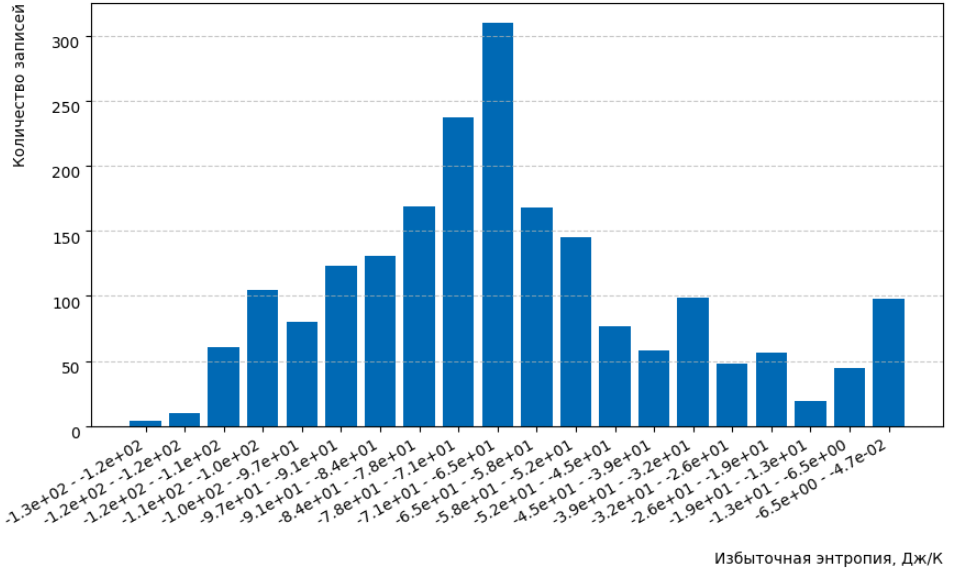 Количество записей
300
250
200
150
100
50
0
-1.3e+02 - -1.2e+02
-1.2e+02 - -1.2e+02
-1.2e+02 - -1.1e+02
-1.1e+02 - -1.0e+02
-1.0e+02 - -9.7e+01
-9.7e+01 - -9.1e+01
-9.1e+01 - -8.4e+01
-8.4e+01 - -7.8e+01
-7.8e+01 - -7.1e+01
-7.1e+01 - -6.5e+01
-6.5e+01 - -5.8e+01
-5.8e+01 - -5.2e+01
-5.2e+01 - -4.5e+01
-4.5e+01 - -3.9e+01
-3.9e+01 - -3.2e+01
-3.2e+01 - -2.6e+01
-2.6e+01 - -1.9e+01
-1.9e+01 - -1.3e+01
-1.3e+01 - -6.5e+00
-6.5e+00 - -4.7e-02
Избыточная энтропия, Дж/К